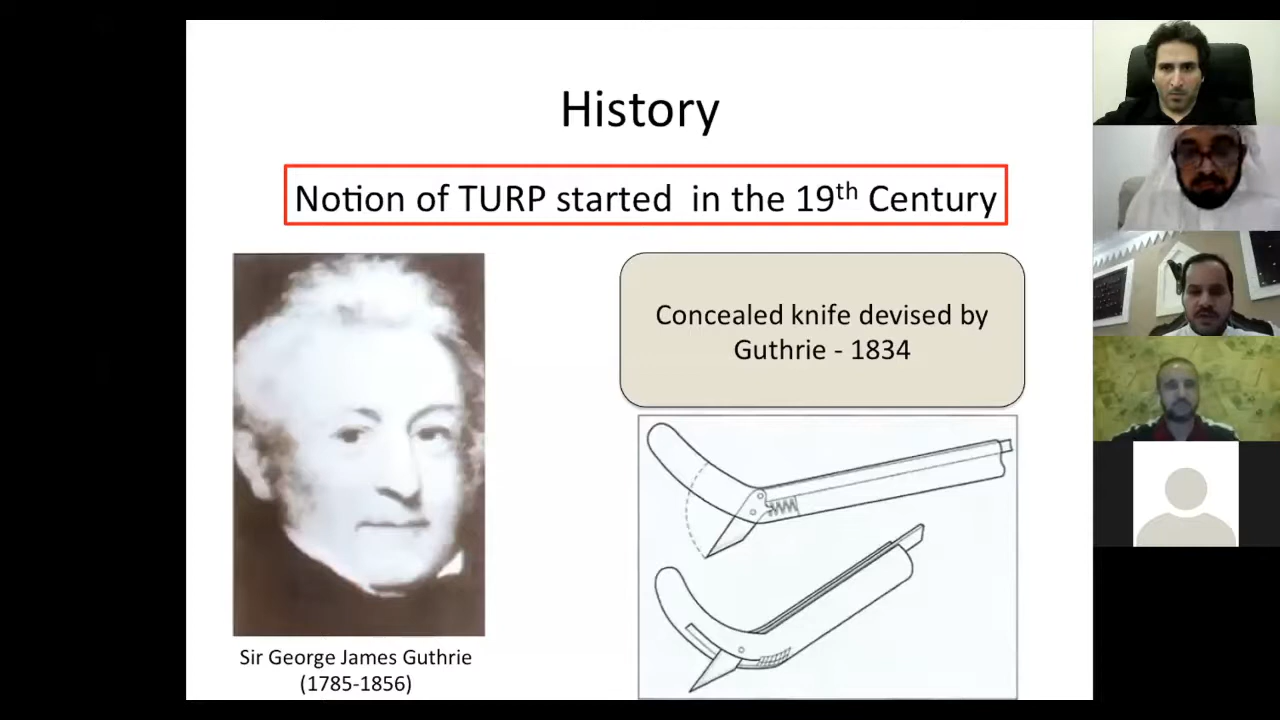 History
Notion of TURP started in the 19th Century
Concealed knife devised by
Guthrie - 1834
Sir George James Guthrie
(1785-1856)